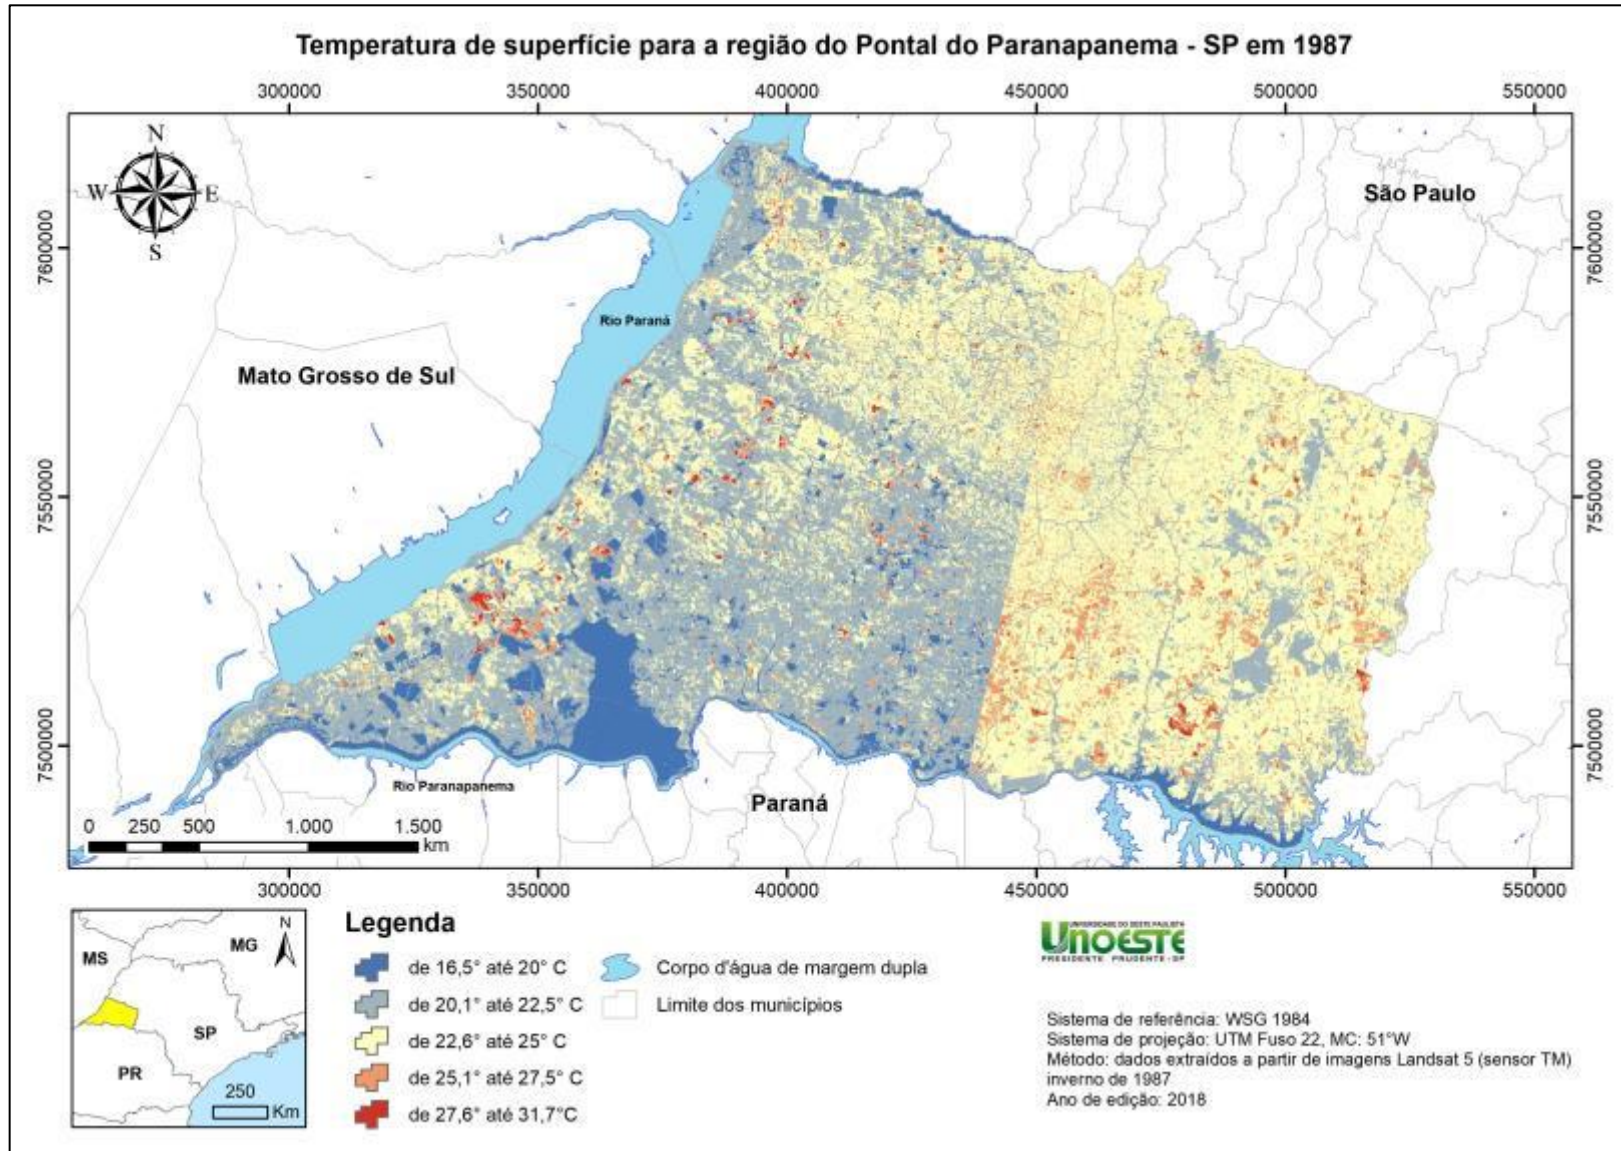 Temperatura de superfície para a região do Pontal do Paranapanema - SP em 1987
300000 350000 400000 450000 500000 550000
N
W E
S
São Paulo
7600000 7600000
Rio Paraná
Mato Grosso de Sul
7550000 7550000
7500000 7500000
Rio Paranapanema
Paraná
0 250 500 1.000 1.500
km
300000 350000 400000 450000 500000 550000
N
MS MG
SP
PR
250
Km
Legenda
de 16,5° até 20° C
de 20,1° até 22,5° C
de 22,6° até 25° C
de 25,1° até 27,5° C
de 27,6° até 31,7°C
Corpo d'água de margem dupla
Limite dos municípios
UNIVERSIDADE DO OESTE PAULISTA
UNOESTE
PRESIDENTE PRUDENTE - SP
Sistema de referência: WSG 1984
Sistema de projeção: UTM Fuso 22, MC: 51°W
Método: dados extraídos a partir de imagens Landsat 5 (sensor TM)
inverno de 1987
Ano de edição: 2018